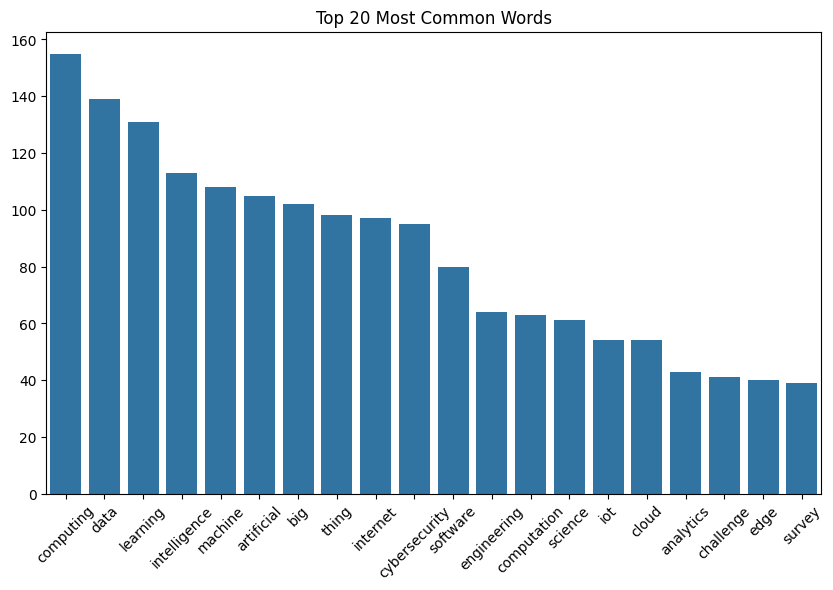 Top 20 Most Common Words
160
140
120
100
80
60
40
20
0
computing
data
learning
intelligence
machine
artificial
big
thing
internet
cybersecurity
software
engineering
computation
science
iot
cloud
analytics
challenge
edge
survey